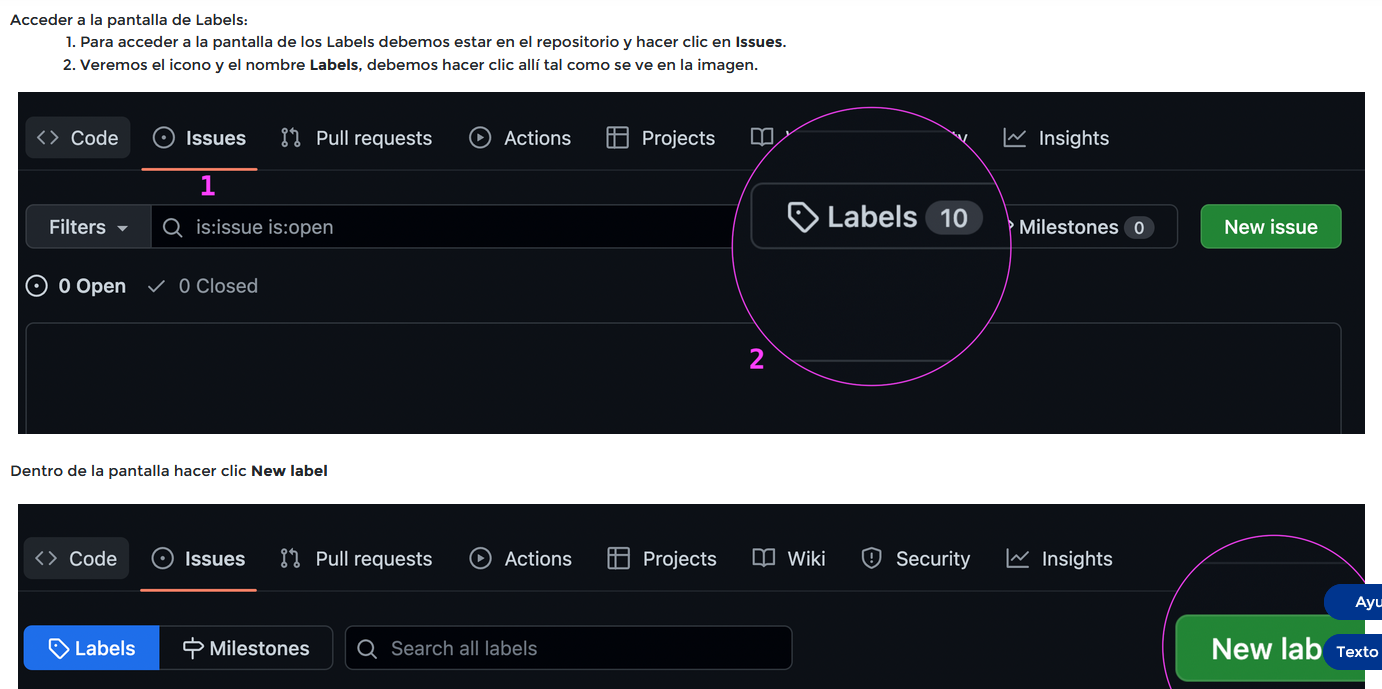 Acceder a la pantalla de Labels:
1. Para acceder a la pantalla de los Labels debemos estar en el repositorio y hacer clic en Issues.
2. Veremos el icono y el nombre Labels, debemos hacer clic allí tal como se ve en la imagen.
Code Issues Pull requests Actions Projects Insights
1
Filters is:issue is:open Labels 10 Milestones 0 New issue
0 Open 0 Closed
2
Dentro de la pantalla hacer clic New label
Code Issues Pull requests Actions Projects Wiki Security Insights
Labels Milestones Search all labels New lab
Ayu
Texto